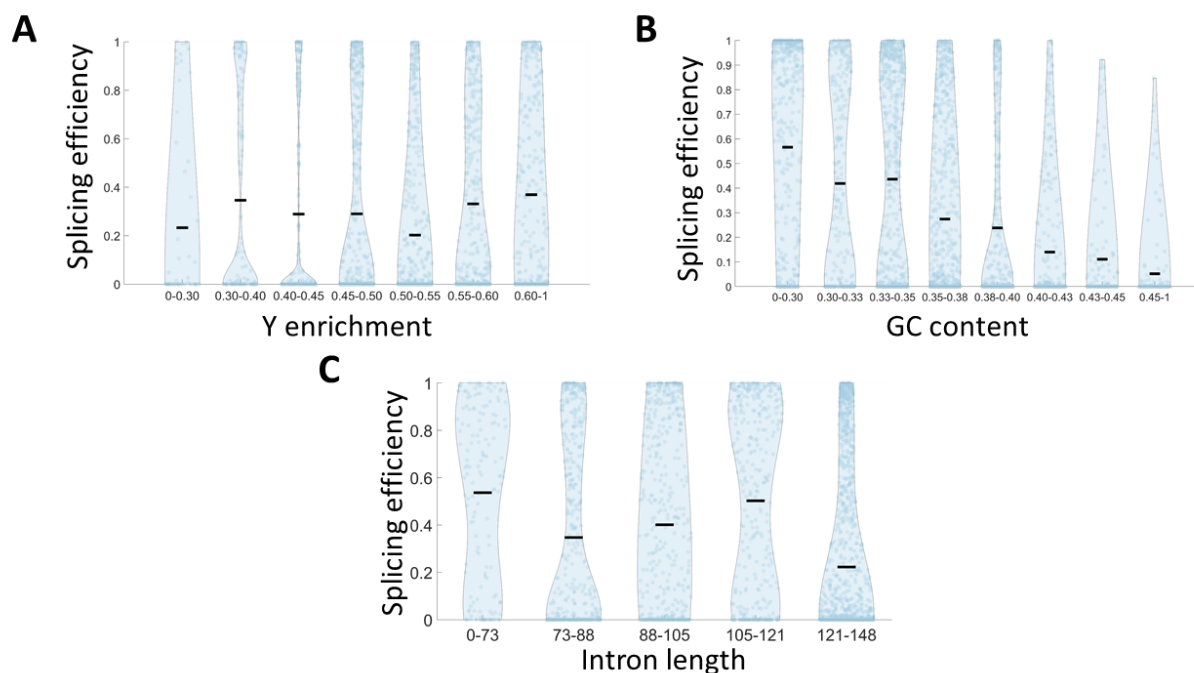 A
Splicing efficiency
1
0.8
0.6
0.4
0.2
0
0-0.30 0.30-0.40 0.40-0.45 0.45-0.50 0.50-0.55 0.55-0.60 0.60-1
Y enrichment
B
Splicing efficiency
1
0.9
0.8
0.7
0.6
0.5
0.4
0.3
0.2
0.1
0
0-0.30 0.30-0.33 0.33-0.35 0.35-0.38 0.38-0.40 0.40-0.43 0.43-0.45 0.45-1
GC content
C
Splicing efficiency
1
0.8
0.6
0.4
0.2
0
0-73 73-88 88-105 105-121 121-148
Intron length